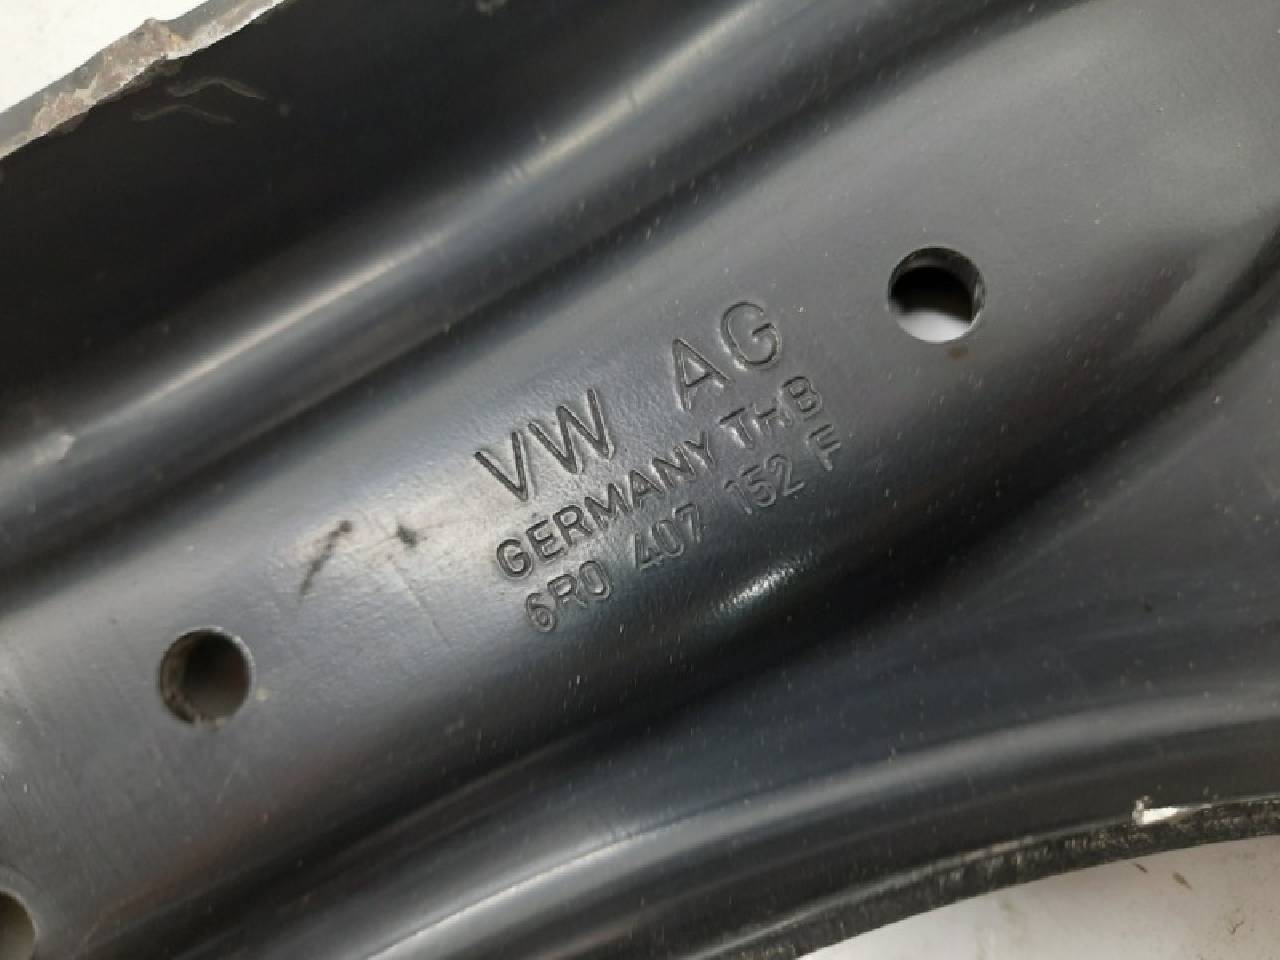 VW AG
GERMANY THB
6R0 407 152 F